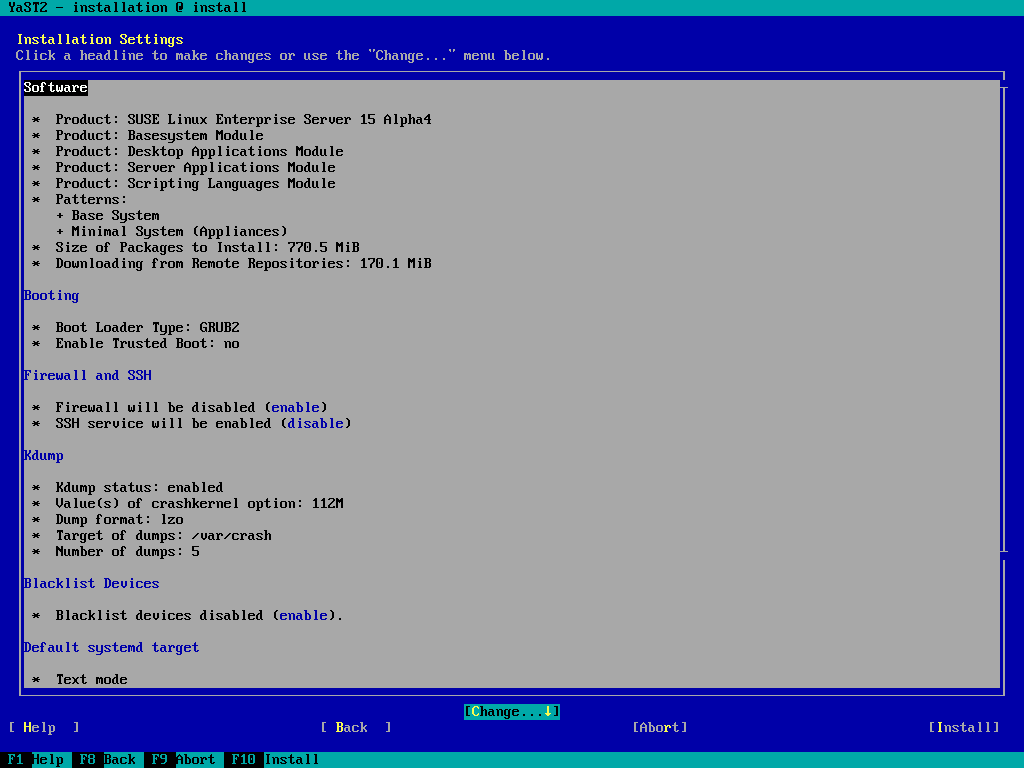 YaST2 - installation @ install
Installation Settings
Click a headline to make changes or use the "Change..." menu below.
Software
* Product: SUSE Linux Enterprise Server 15 Alpha4
* Product: Basesystem Module
* Product: Desktop Applications Module
* Product: Server Applications Module
* Product: Scripting Languages Module
* Patterns:
+ Base System
+ Minimal System (Appliances)
* Size of Packages to Install: 770.5 MiB
* Downloading from Remote Repositories: 170.1 MiB
Booting
* Boot Loader Type: GRUB2
* Enable Trusted Boot: no
Firewall and SSH
* Firewall will be disabled (enable)
* SSH service will be enabled (disable)
Kdump
* Kdump status: enabled
* Value(s) of crashkernel option: 112M
* Dump format: lzo
* Target of dumps: /var/crash
* Number of dumps: 5
Blacklist Devices
* Blacklist devices disabled (enable).
Default systemd target
* Text mode
[Change...↓]
[ Help ] [ Back ] [Abort] [Install]
F1 Help F8 Back F9 Abort F10 Install